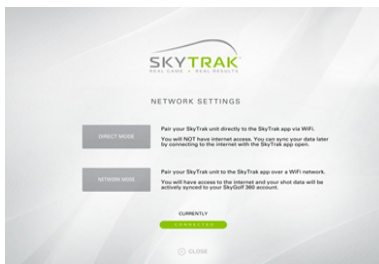 SKYTRAK
REAL GAME • REAL RESULTS
NETWORK SETTINGS
DIRECT MODE
Pair your SkyTrak unit directly to the SkyTrak app via WiFi.
You will NOT have internet access. You can sync your data later
by connecting to the internet with the SkyTrak app open.
NETWORK MODE
Pair your SkyTrak unit to the SkyTrak app over a WiFi network.
You will have access to the internet and your shot data will be
actively synced to your SkyGolf 360 account.
CURRENTLY
CONNECTED
CLOSE